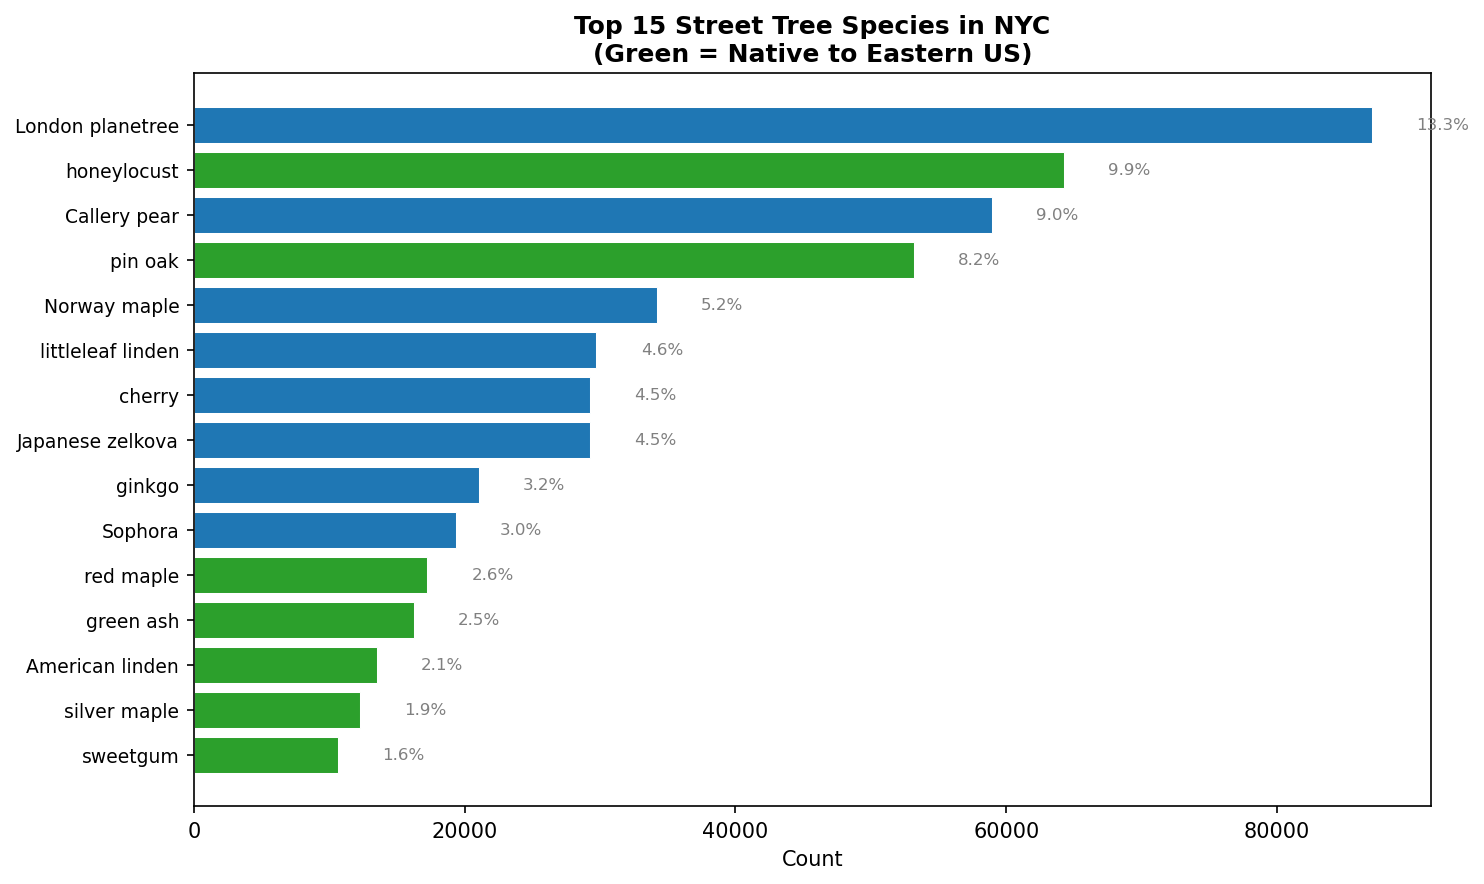 Top 15 Street Tree Species in NYC
(Green = Native to Eastern US)
London planetree 13.3%
honeylocust 9.9%
Callery pear 9.0%
pin oak 8.2%
Norway maple 5.2%
littleleaf linden 4.6%
cherry 4.5%
Japanese zelkova 4.5%
ginkgo 3.2%
Sophora 3.0%
red maple 2.6%
green ash 2.5%
American linden 2.1%
silver maple 1.9%
sweetgum 1.6%
0 20000 40000 60000 80000
Count